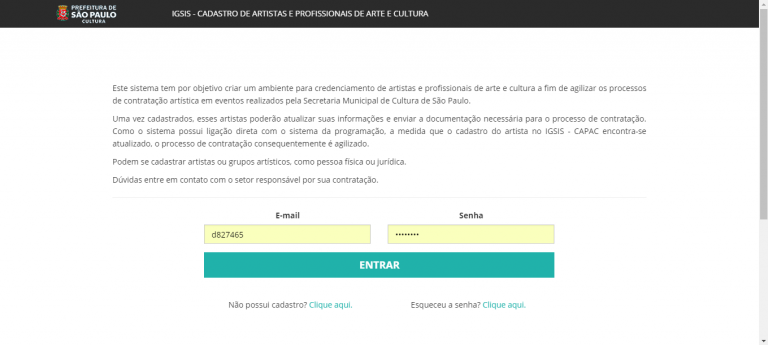 PREFEITURA DE
SÃO PAULO
CULTURA
IGSIS - CADASTRO DE ARTISTAS E PROFISSIONAIS DE ARTE E CULTURA
Este sistema tem por objetivo criar um ambiente para credenciamento de artistas e profissionais de arte e cultura a fim de agilizar os processos
de contratação artística em eventos realizados pela Secretaria Municipal de Cultura de São Paulo.
Uma vez cadastrados, esses artistas poderão atualizar suas informações e enviar a documentação necessária para o processo de contratação.
Como o sistema possui ligação direta com o sistema da programação, a medida que o cadastro do artista no IGSIS - CAPAC encontra-se
atualizado, o processo de contratação consequentemente é agilizado.
Podem se cadastrar artistas ou grupos artísticos, como pessoa física ou jurídica.
Dúvidas entre em contato com o setor responsável por sua contratação.
E-mail Senha
d827465 ••••••••
ENTRAR
Não possui cadastro? Clique aqui. Esqueceu a senha? Clique aqui.